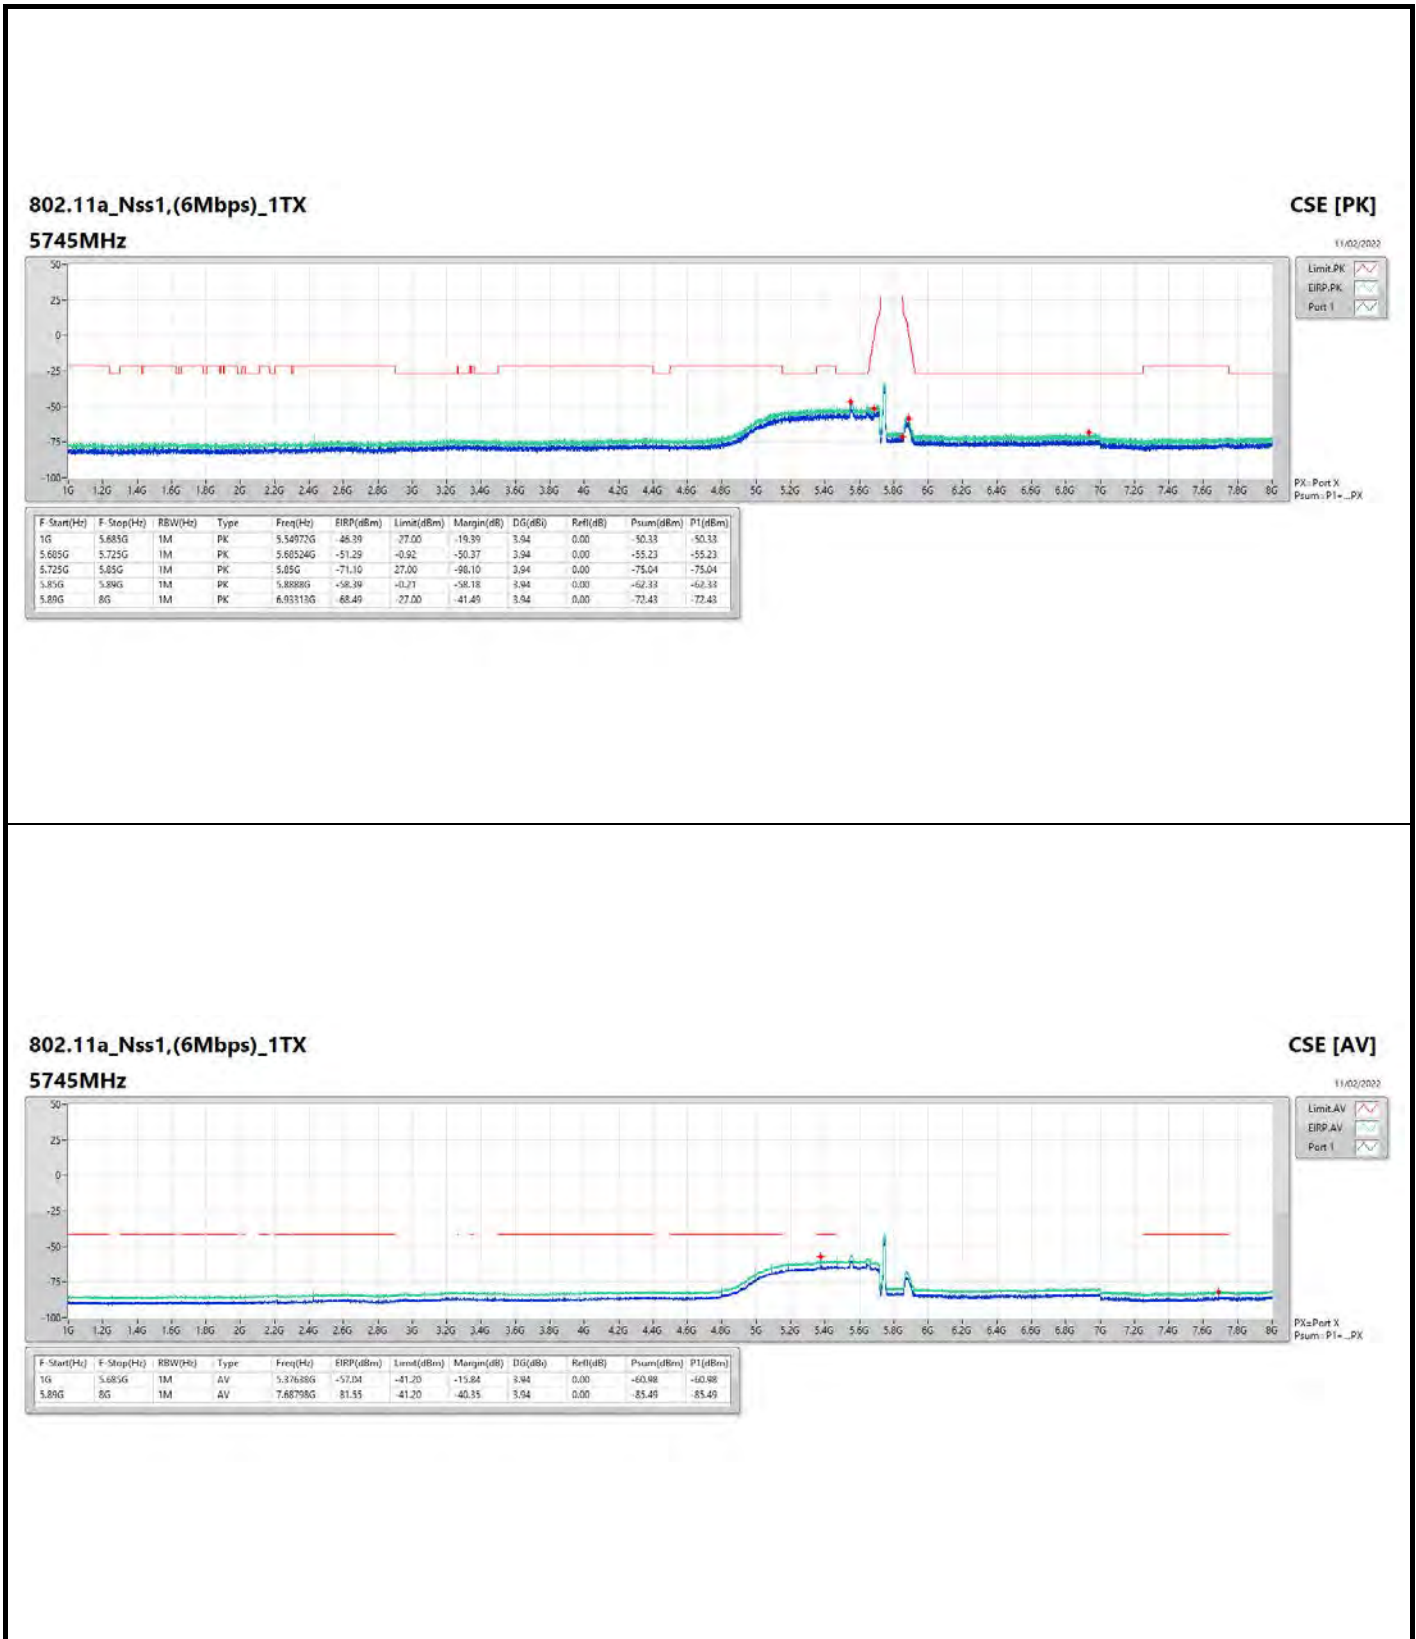 802.11a_Nss1,(6Mbps)_1TX
CSE [PK]
5745MHz
11/02/2022
Limit.PK
EIRP.PK
Port 1
50
25
0
-25
-50
-75
-100
1G 1.2G 1.4G 1.6G 1.8G 2G 2.2G 2.4G 2.6G 2.8G 3G 3.2G 3.4G 3.6G 3.8G 4G 4.2G 4.4G 4.6G 4.8G 5G 5.2G 5.4G 5.6G 5.8G 6G 6.2G 6.4G 6.6G 6.8G 7G 7.2G 7.4G 7.6G 7.8G 8G
PX : Port X
Psum : P1+...PX
F-Start(Hz) F-Stop(Hz) RBW(Hz) Type Freq(Hz) EIRP(dBm) Limit(dBm) Margin(dB) DG(dBi) Refl(dB) Psum(dBm) P1(dBm)
1G 5.685G 1M PK 5.54972G -46.39 -27.00 -19.39 3.94 0.00 -50.33 -50.33
5.685G 5.725G 1M PK 5.68524G -51.29 -0.92 -50.37 3.94 0.00 -55.23 -55.23
5.725G 5.85G 1M PK 5.85G -71.10 27.00 -98.10 3.94 0.00 -75.04 -75.04
5.85G 5.89G 1M PK 5.8888G -58.39 -0.21 -58.18 3.94 0.00 -62.33 -62.33
5.89G 8G 1M PK 6.93313G -68.49 -27.00 -41.49 3.94 0.00 -72.43 -72.43
802.11a_Nss1,(6Mbps)_1TX
CSE [AV]
5745MHz
11/02/2022
Limit.AV
EIRP.AV
Port 1
50
25
0
-25
-50
-75
-100
1G 1.2G 1.4G 1.6G 1.8G 2G 2.2G 2.4G 2.6G 2.8G 3G 3.2G 3.4G 3.6G 3.8G 4G 4.2G 4.4G 4.6G 4.8G 5G 5.2G 5.4G 5.6G 5.8G 6G 6.2G 6.4G 6.6G 6.8G 7G 7.2G 7.4G 7.6G 7.8G 8G
PX=Port X
Psum : P1+...PX
F-Start(Hz) F-Stop(Hz) RBW(Hz) Type Freq(Hz) EIRP(dBm) Limit(dBm) Margin(dB) DG(dBi) Refl(dB) Psum(dBm) P1(dBm)
1G 5.685G 1M AV 5.37638G -57.04 -41.20 -15.84 3.94 0.00 -60.98 -60.98
5.89G 8G 1M AV 7.68798G -81.55 -41.20 -40.35 3.94 0.00 -85.49 -85.49